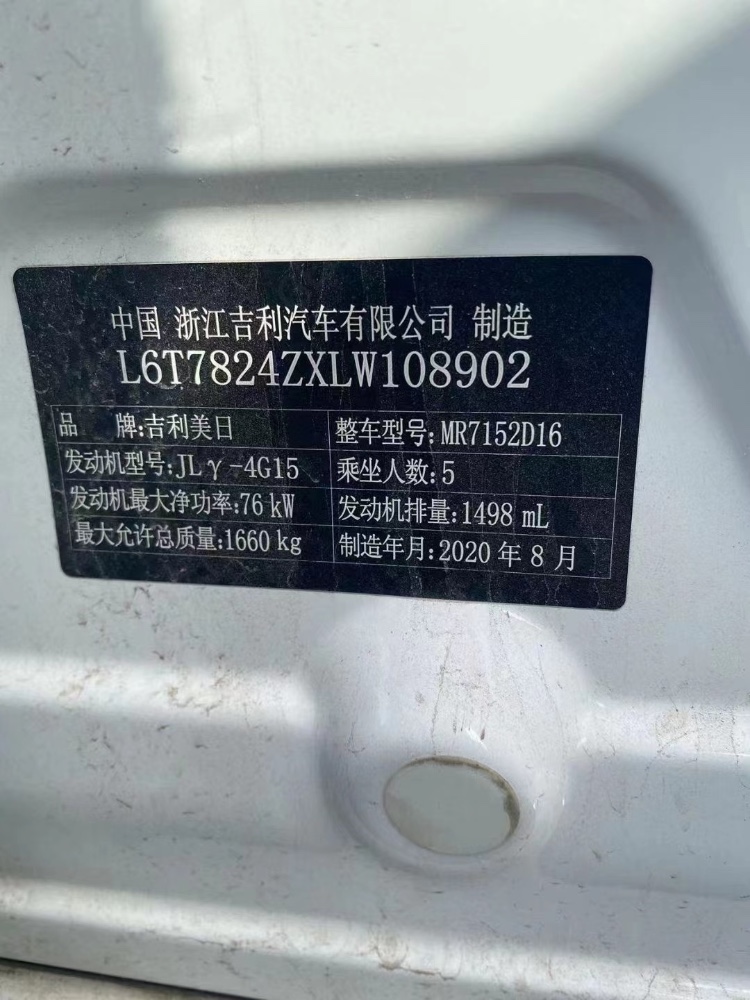 中国 浙江吉利汽车有限公司 制造
L6T7824ZXLW108902
品 牌:吉利美日 整车型号:MR7152D16
发动机型号:JLγ-4G15 乘坐人数:5
发动机最大净功率:76 kW 发动机排量:1498 mL
最大允许总质量:1660 kg 制造年月:2020 年 8 月